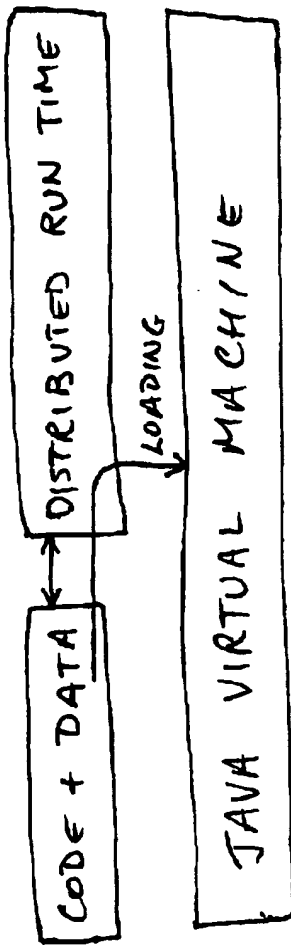 CODE + DATA
DISTRIBUTED RUN TIME
LOADING
JAVA VIRTUAL MACHINE